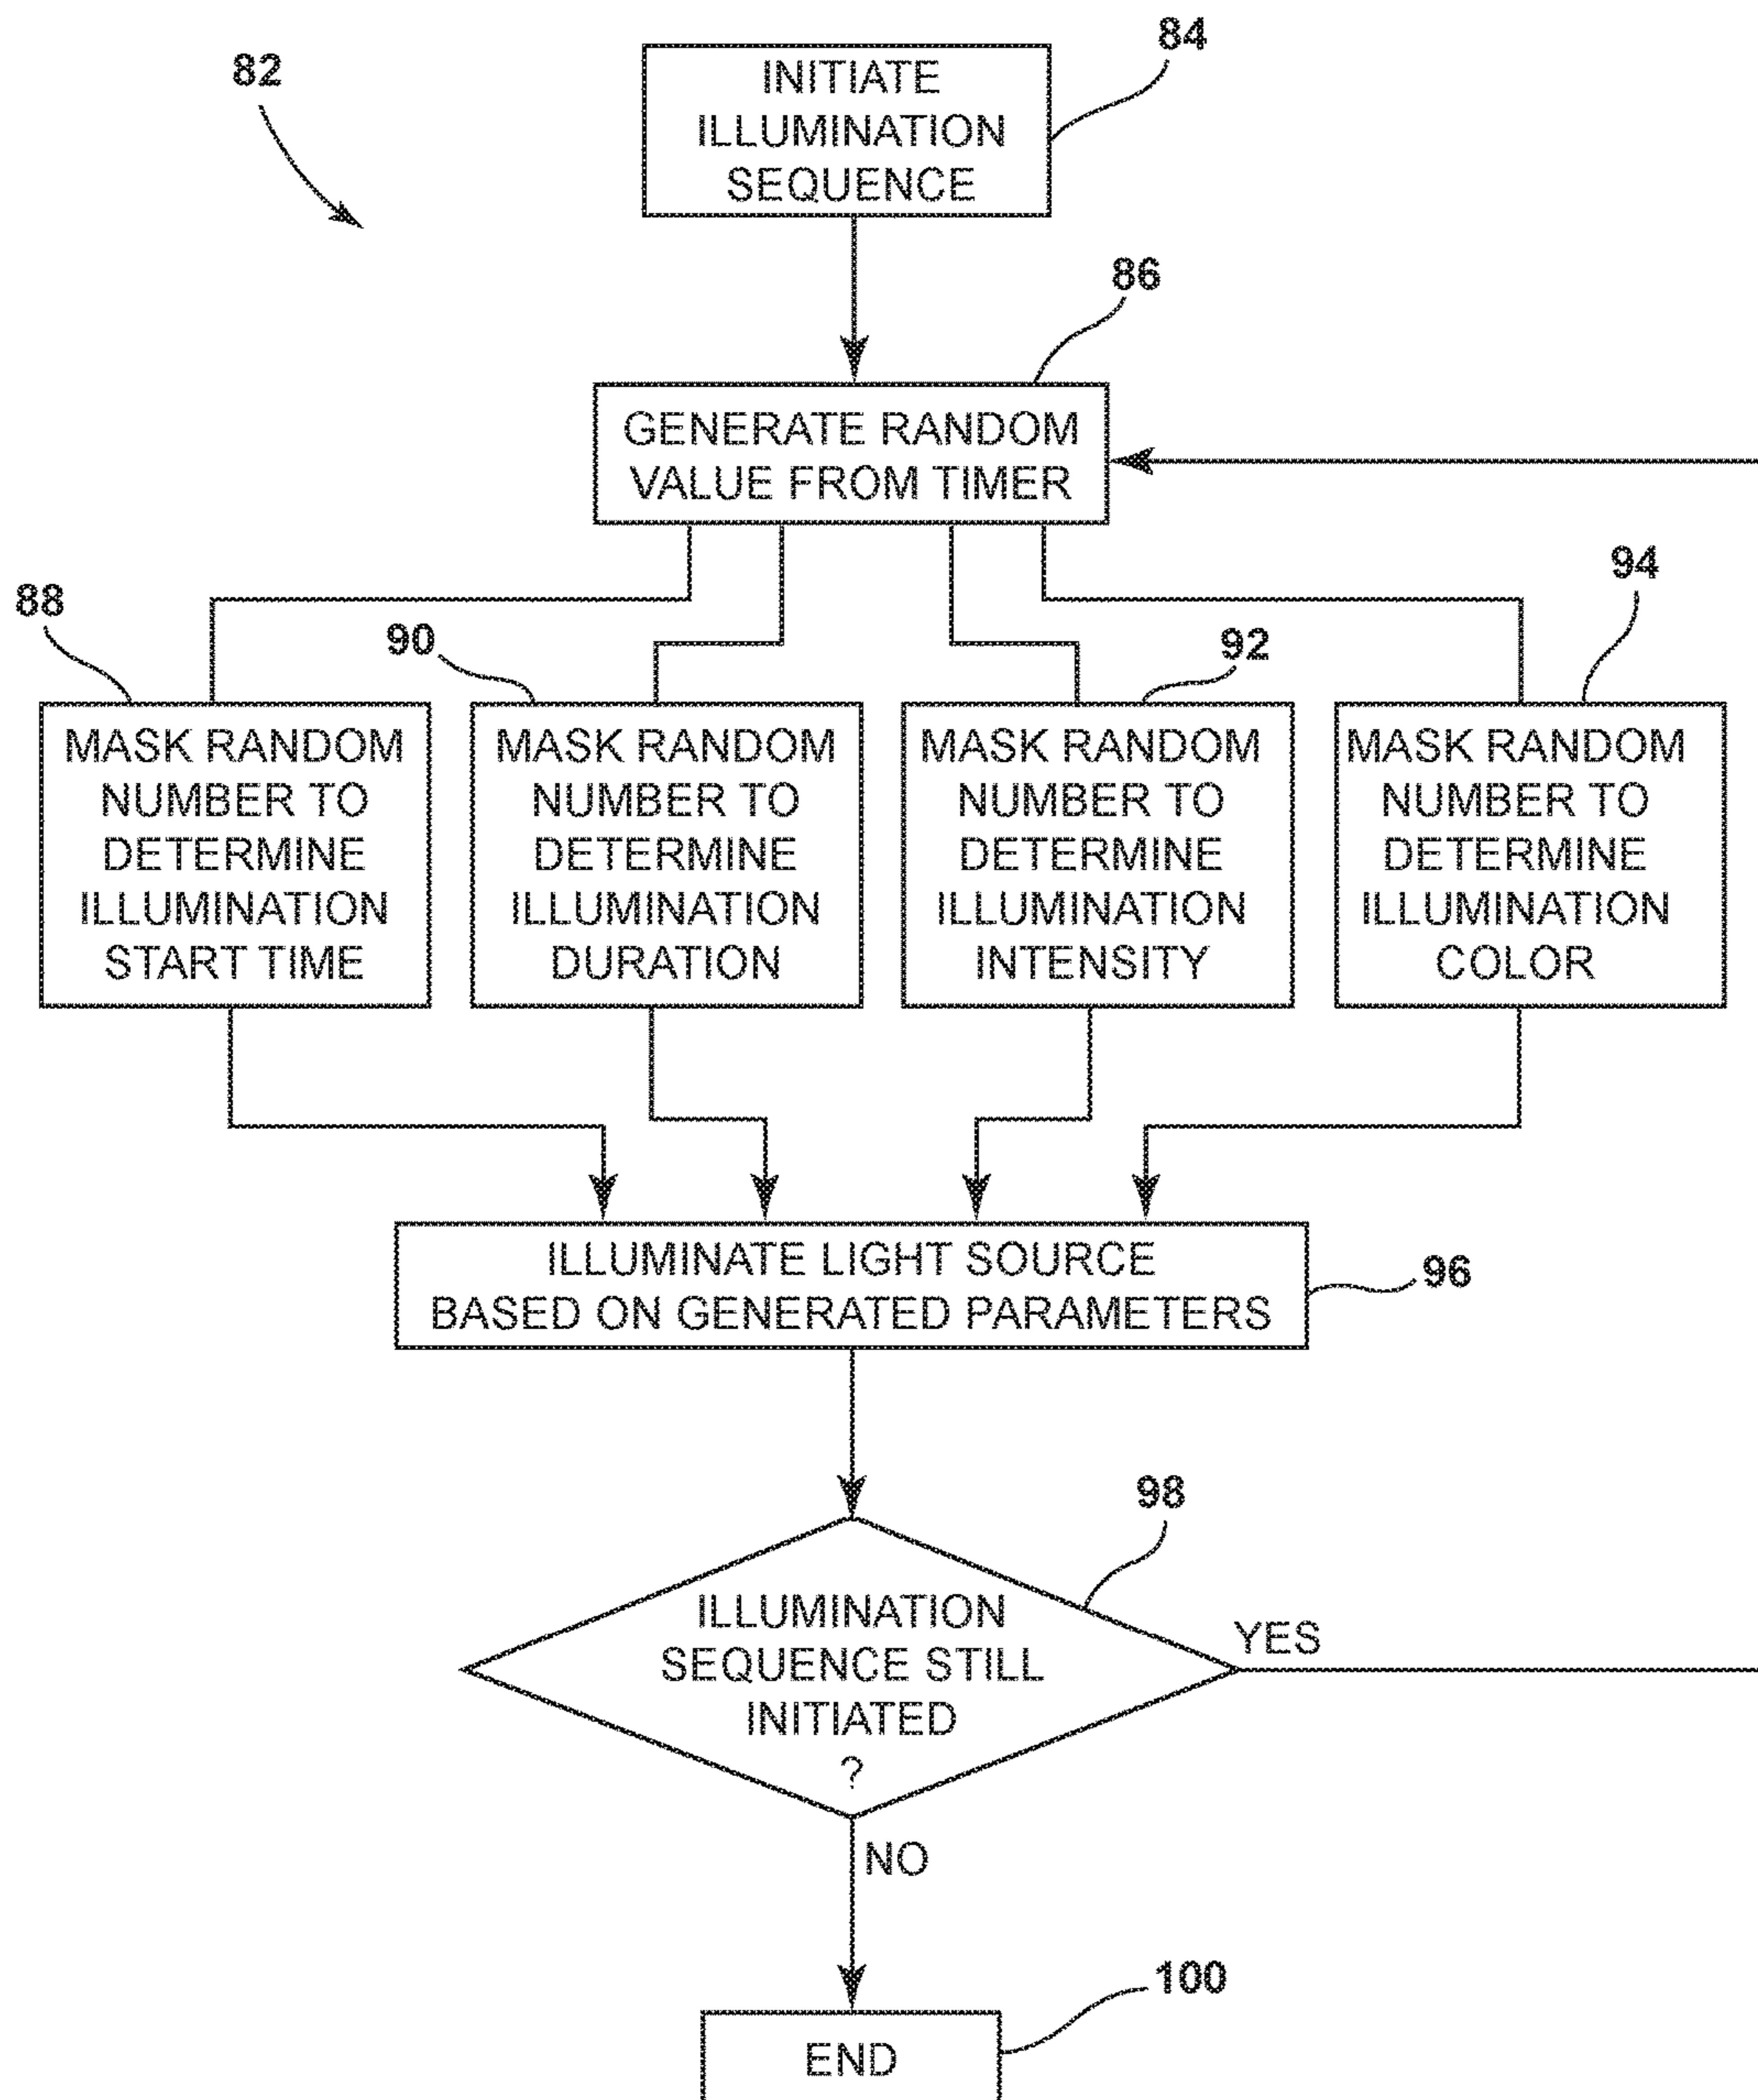 82
84
INITIATE
ILLUMINATION
SEQUENCE
86
GENERATE RANDOM
VALUE FROM TIMER
88
90
92
94
MASK RANDOM
NUMBER TO
DETERMINE
ILLUMINATION
START TIME
MASK RANDOM
NUMBER TO
DETERMINE
ILLUMINATION
DURATION
MASK RANDOM
NUMBER TO
DETERMINE
ILLUMINATION
INTENSITY
MASK RANDOM
NUMBER TO
DETERMINE
ILLUMINATION
COLOR
ILLUMINATE LIGHT SOURCE
BASED ON GENERATED PARAMETERS
96
98
ILLUMINATION
SEQUENCE STILL
INITIATED
?
YES
NO
100
END